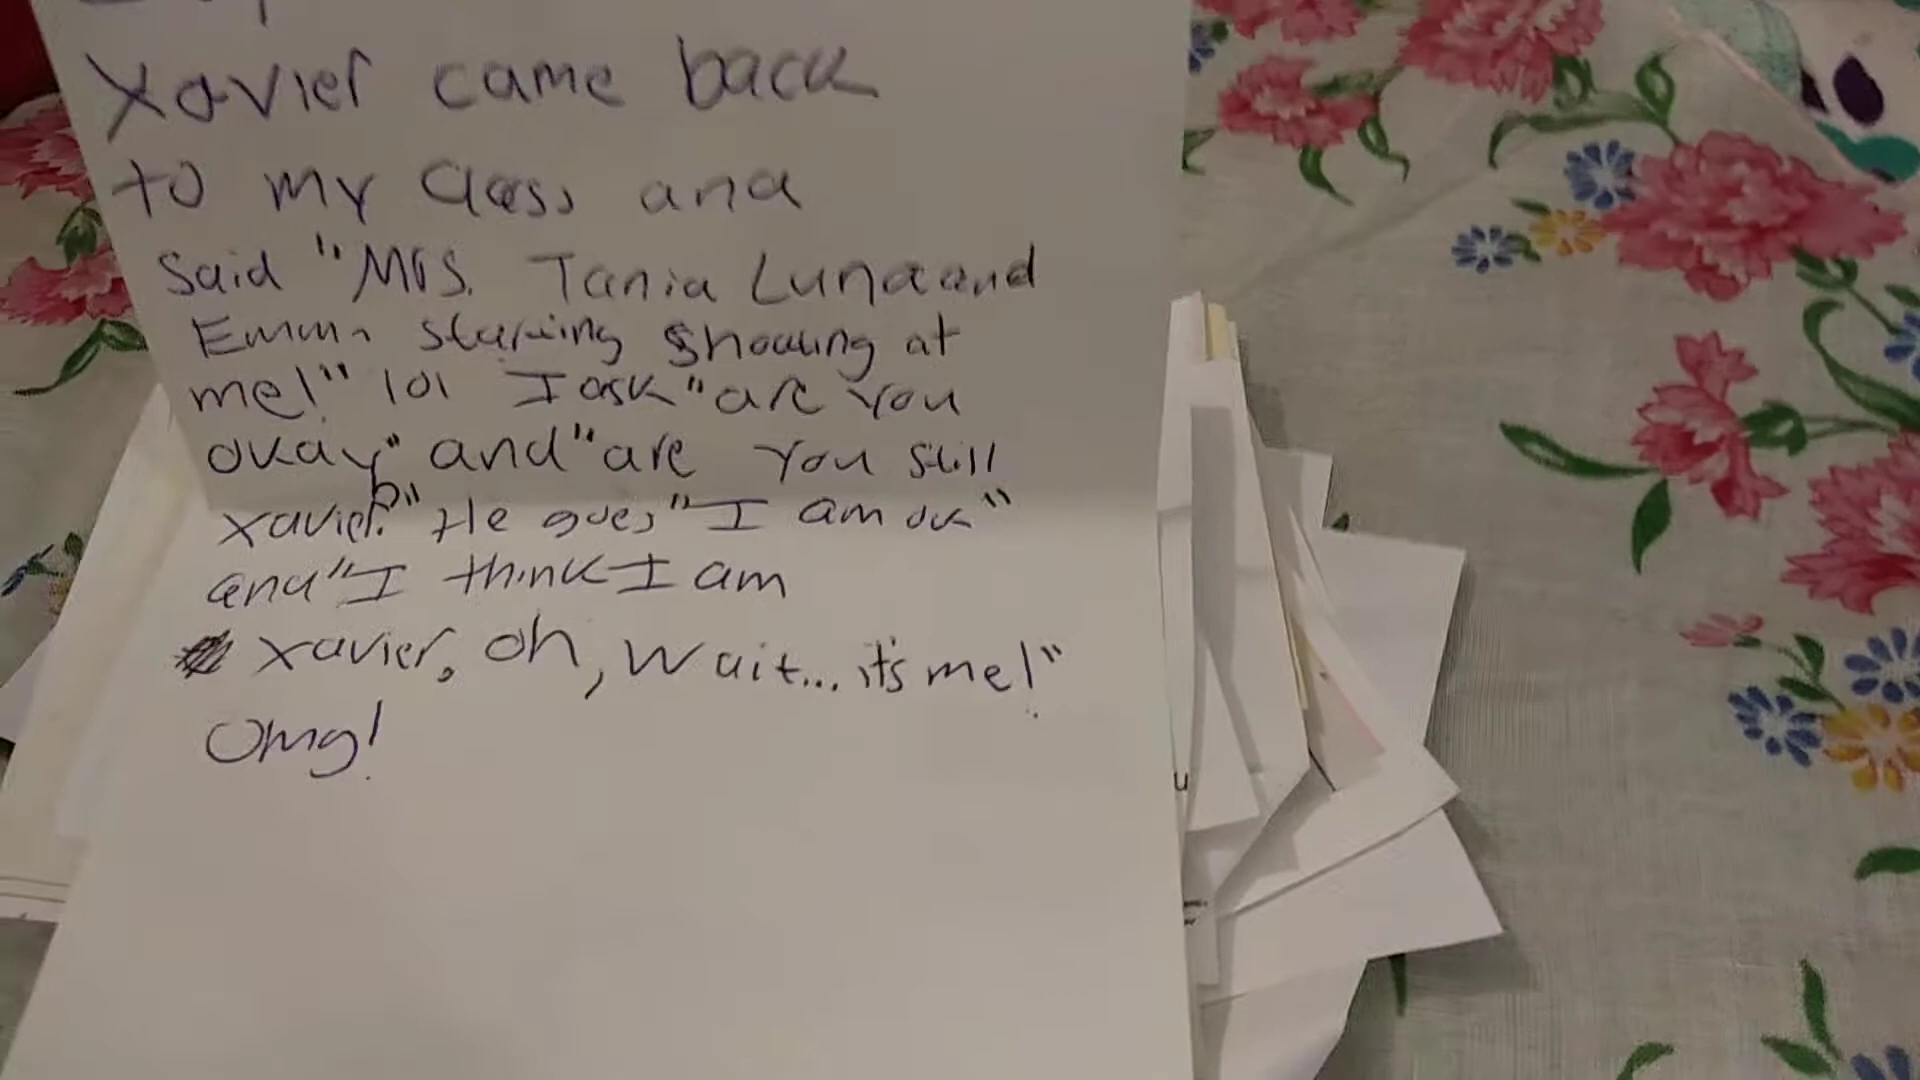 Xavier came back
to my class and
said "Mrs. Tania Luna and
Emma starting shouting at
me!" lol I ask "are you
okay" and "are you still
xavier?" He goes "I am ok"
and "I think I am
xavier. Oh, wait... it's me!"
Omg!
u